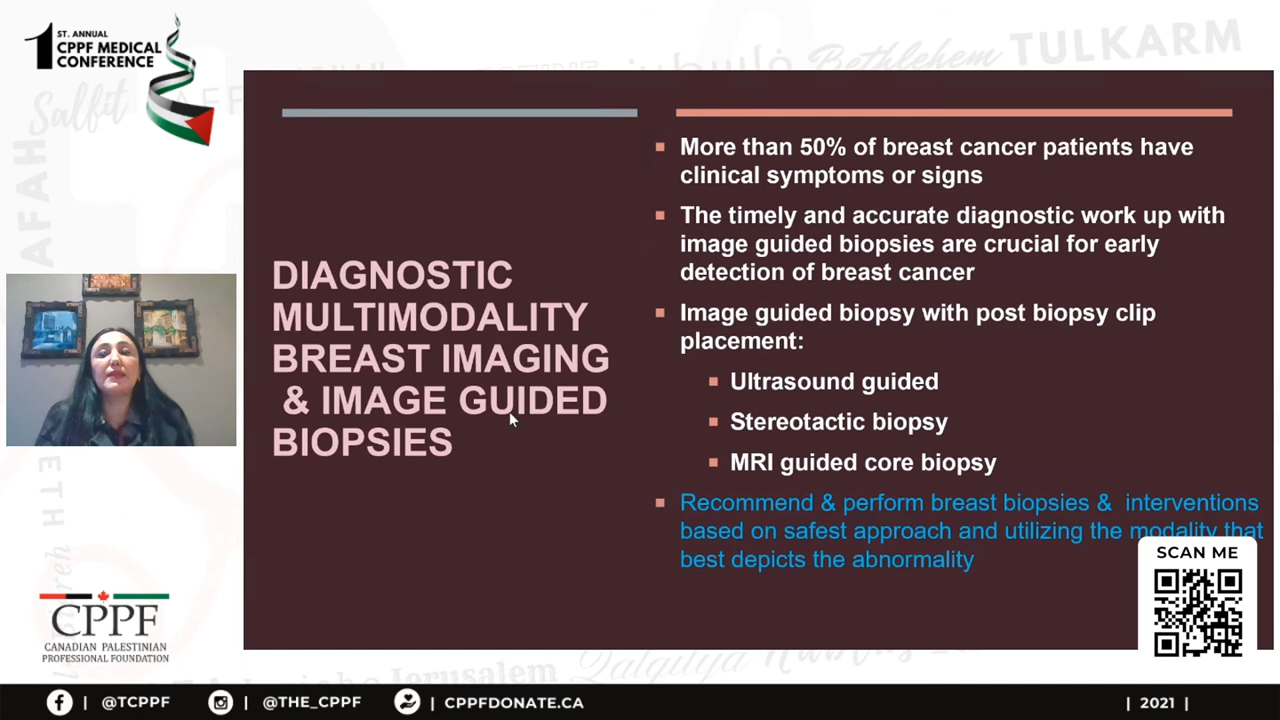 1 ST. ANNUAL
CPPF MEDICAL
CONFERENCE
TULKARM
Bethlehem
Salfit
AFAH
DIAGNOSTIC
MULTIMODALITY
BREAST IMAGING
& IMAGE GUIDED
BIOPSIES
More than 50% of breast cancer patients have
clinical symptoms or signs
The timely and accurate diagnostic work up with
image guided biopsies are crucial for early
detection of breast cancer
Image guided biopsy with post biopsy clip
placement:
Ultrasound guided
Stereotactic biopsy
MRI guided core biopsy
Recommend & perform breast biopsies & interventions
based on safest approach and utilizing the modality that
best depicts the abnormality
SCAN ME
CPPF
CANADIAN PALESTINIAN
PROFESSIONAL FOUNDATION
Jerusalem
Qalqilya
| @TCPPF | @THE_CPPF | CPPFDONATE.CA | 2021 |